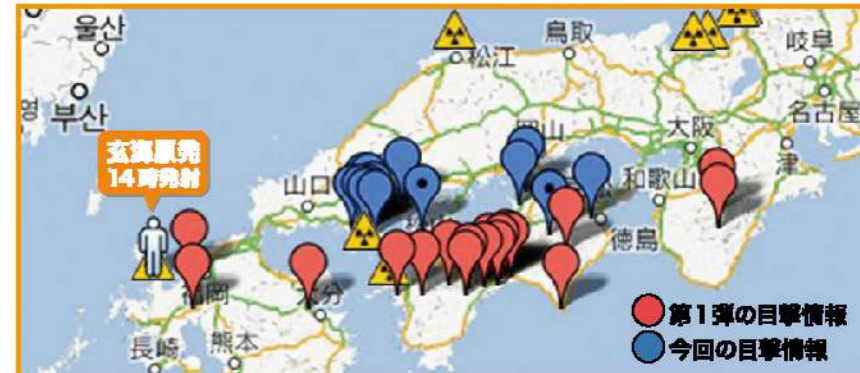 울산
鳥取
岐阜
松江
부산
名古屋
玄海原発
14時発射
岡山
大阪
津
山口
和歌山
徳島
福岡
大分
長崎
熊本
第1弾の目撃情報
今回の目撃情報